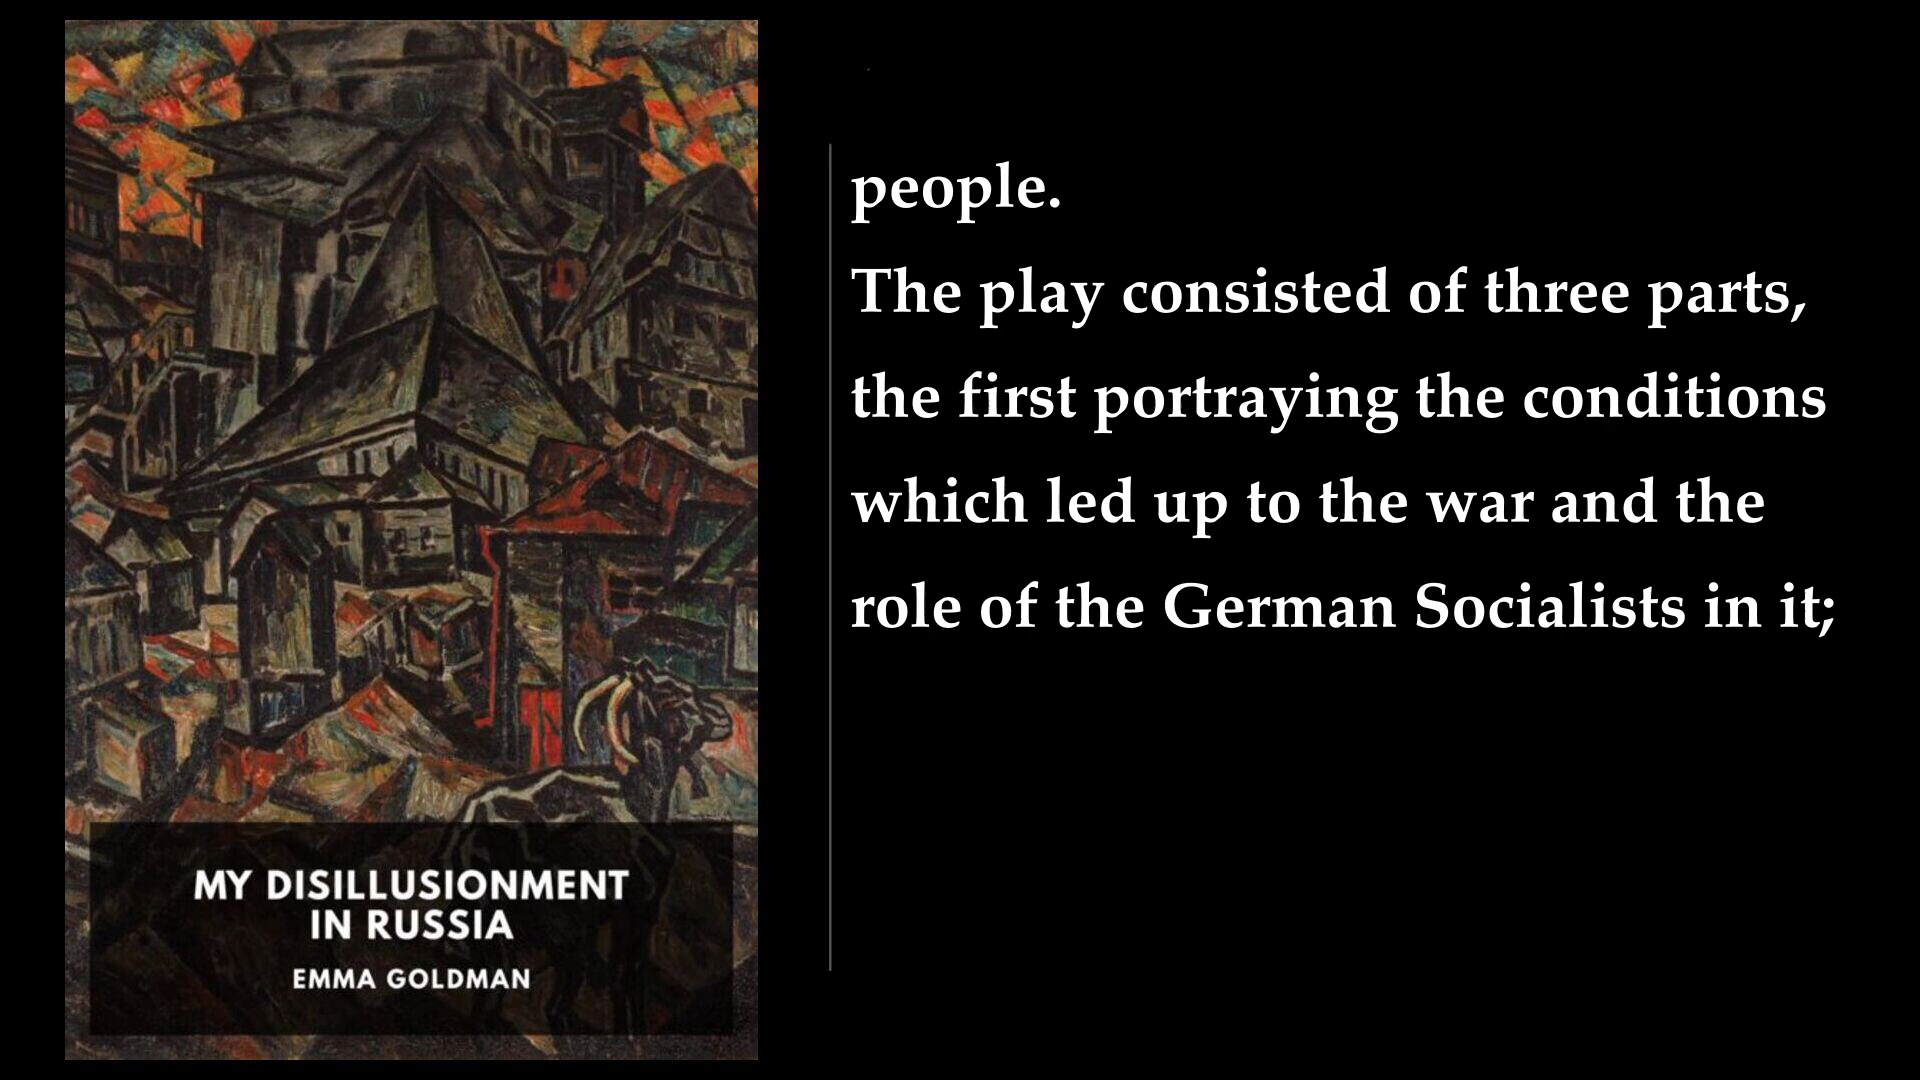 people.
The play consisted of three parts,
the first portraying the conditions
which led up to the war and the
role of the German Socialists in it;
MY DISILLUSIONMENT
IN RUSSIA
EMMA GOLDMAN